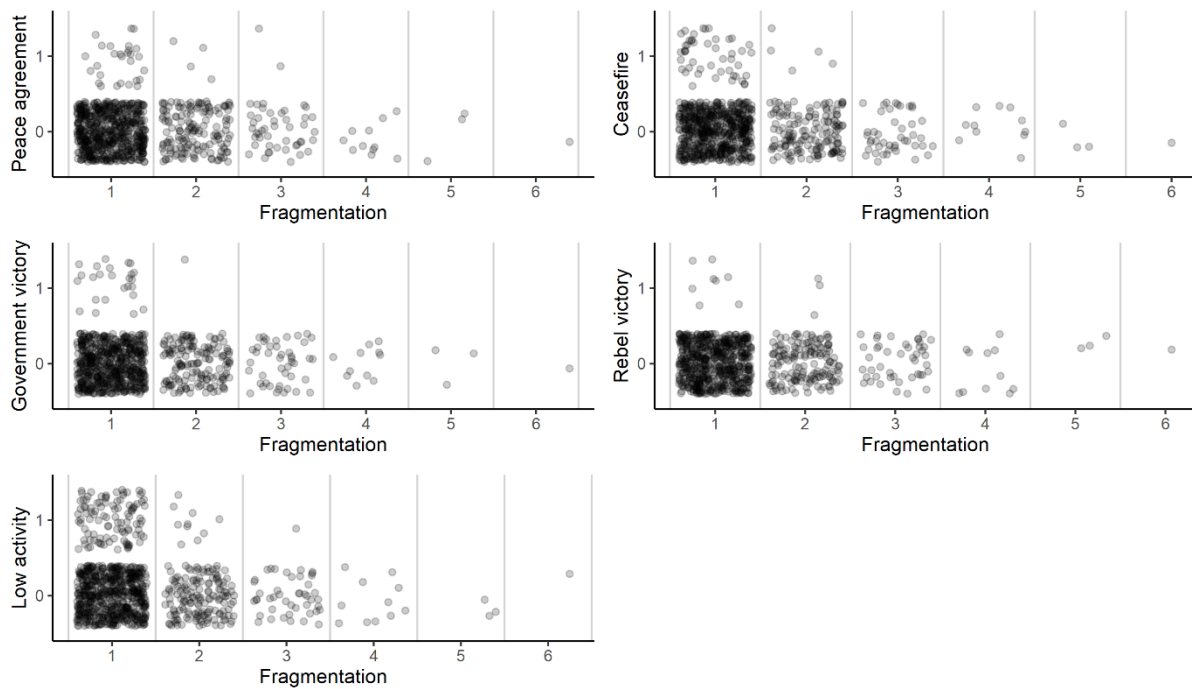 Peace agreement
1
0
1 2 3 4 5 6
Fragmentation
Ceasefire
1
0
1 2 3 4 5 6
Fragmentation
Government victory
1
0
1 2 3 4 5 6
Fragmentation
Rebel victory
1
0
1 2 3 4 5 6
Fragmentation
Low activity
1
0
1 2 3 4 5 6
Fragmentation